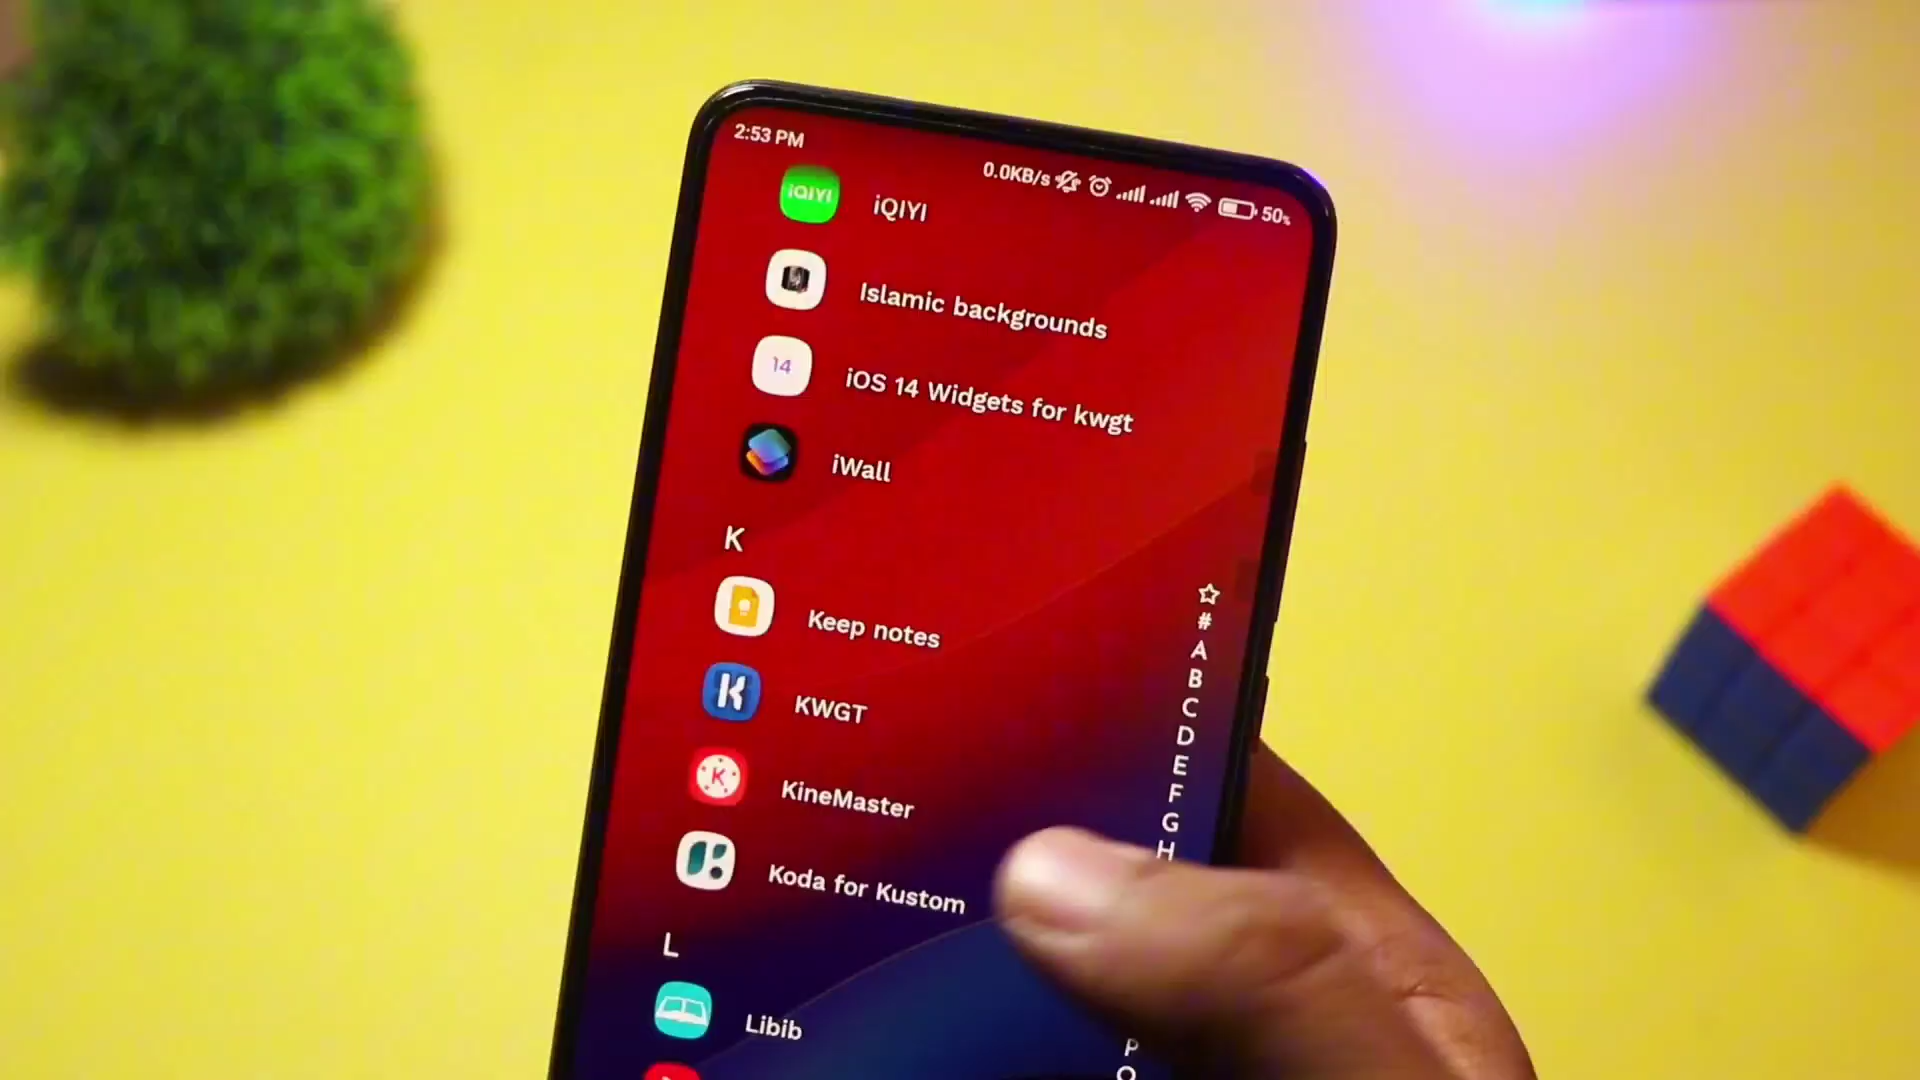 2:53 PM
0.0KB/s
50%
iQIYI
iQIYI
Islamic backgrounds
14
iOS 14 Widgets for kwgt
iWall
K
Keep notes
KWGT
K
KineMaster
Koda for Kustom
L
Libib
#
A
B
C
D
E
F
G
H
P